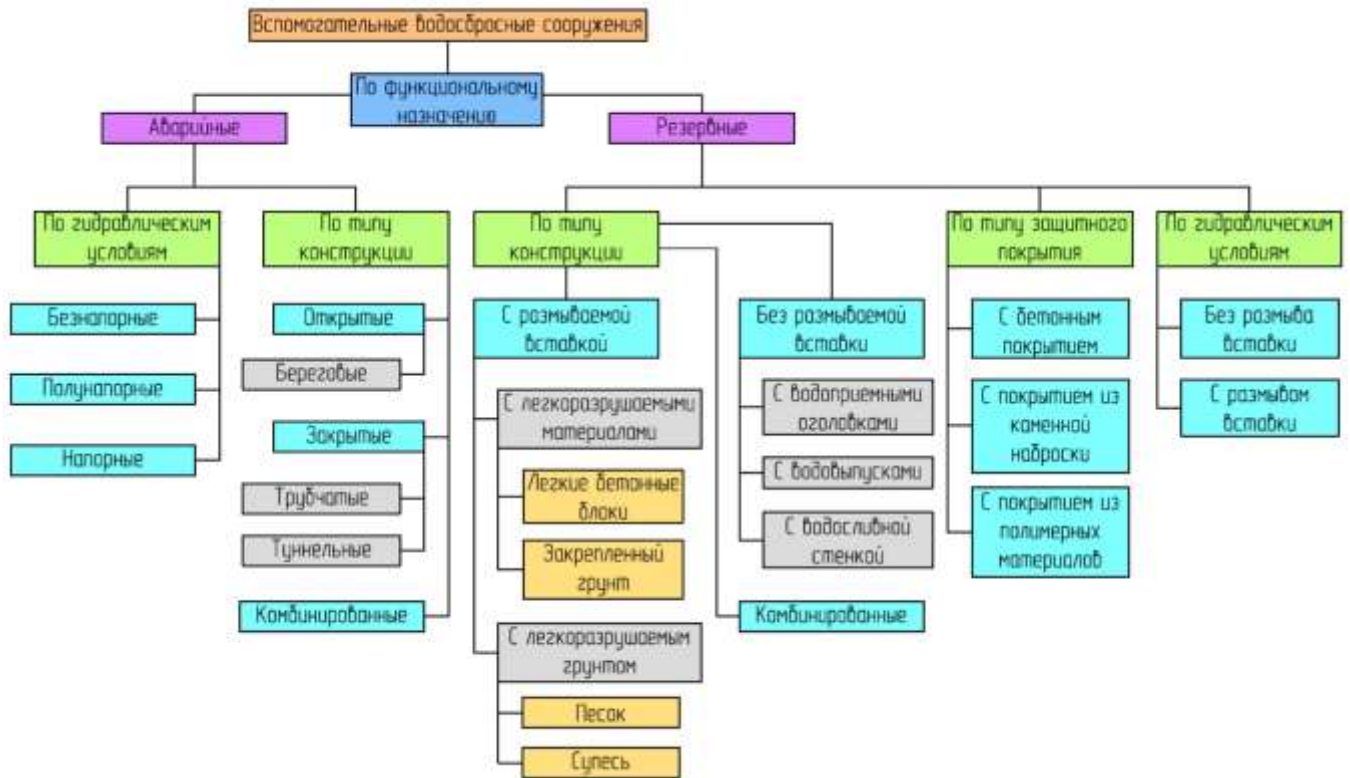 Вспомогательные водосбросные сооружения
По функциональному
назначению
Аварийные
Резервные
По гидравлическим
условиям
По типу
конструкции
По типу
конструкции
По типу защитного
покрытия
По гидравлическим
условиям
Безнапорные
Полунапорные
Напорные
Открытые
Береговые
Закрытые
Трубчатые
Туннельные
Комбинированные
С размываемой
вставкой
С легкоразрушаемыми
материалами
Легкие бетонные
блоки
Закрепленный
грунт
С легкоразрушаемым
грунтом
Песок
Супесь
Без размываемой
вставки
С водоприемными
оголовками
С водовыпусками
С водосливной
стенкой
Комбинированные
С бетонным
покрытием
С покрытием из
каменной
наброски
С покрытием из
полимерных
материалов
Без размыва
вставки
С размывом
вставки